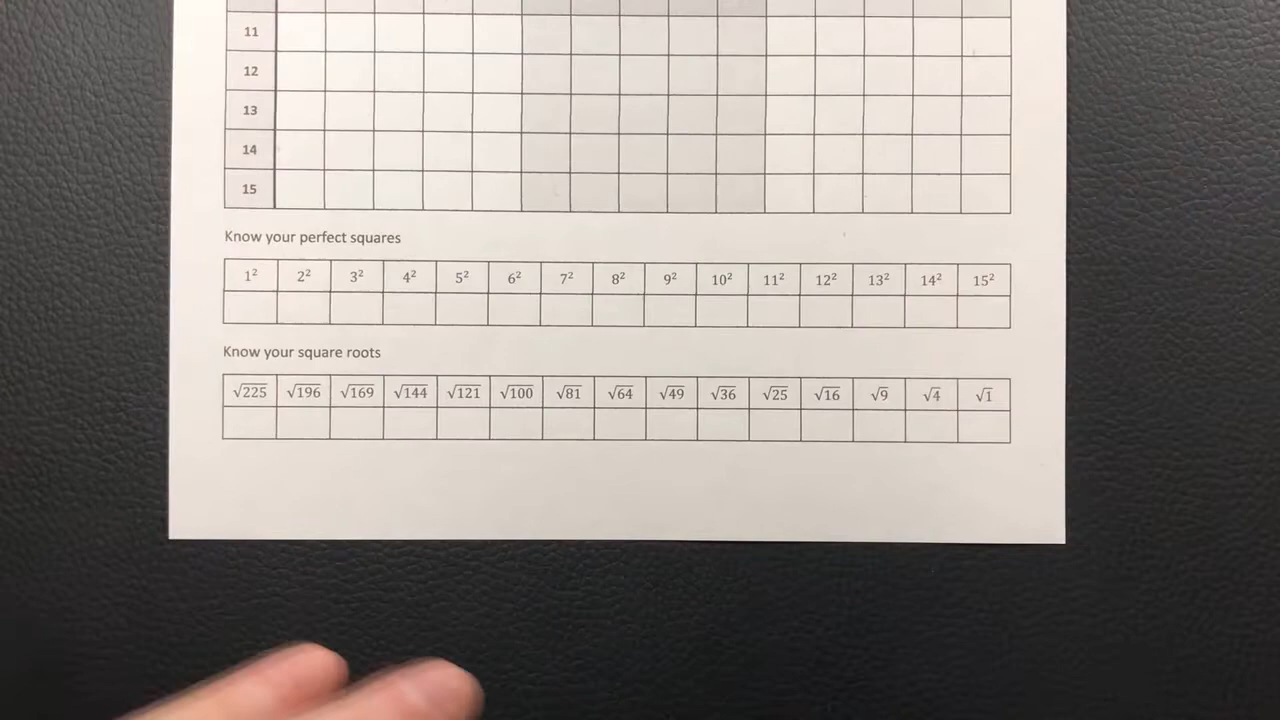 11
12
13
14
15
Know your perfect squares
1² 2² 3² 4² 5² 6² 7² 8² 9² 10² 11² 12² 13² 14² 15²
Know your square roots
√225 √196 √169 √144 √121 √100 √81 √64 √49 √36 √25 √16 √9 √4 √1